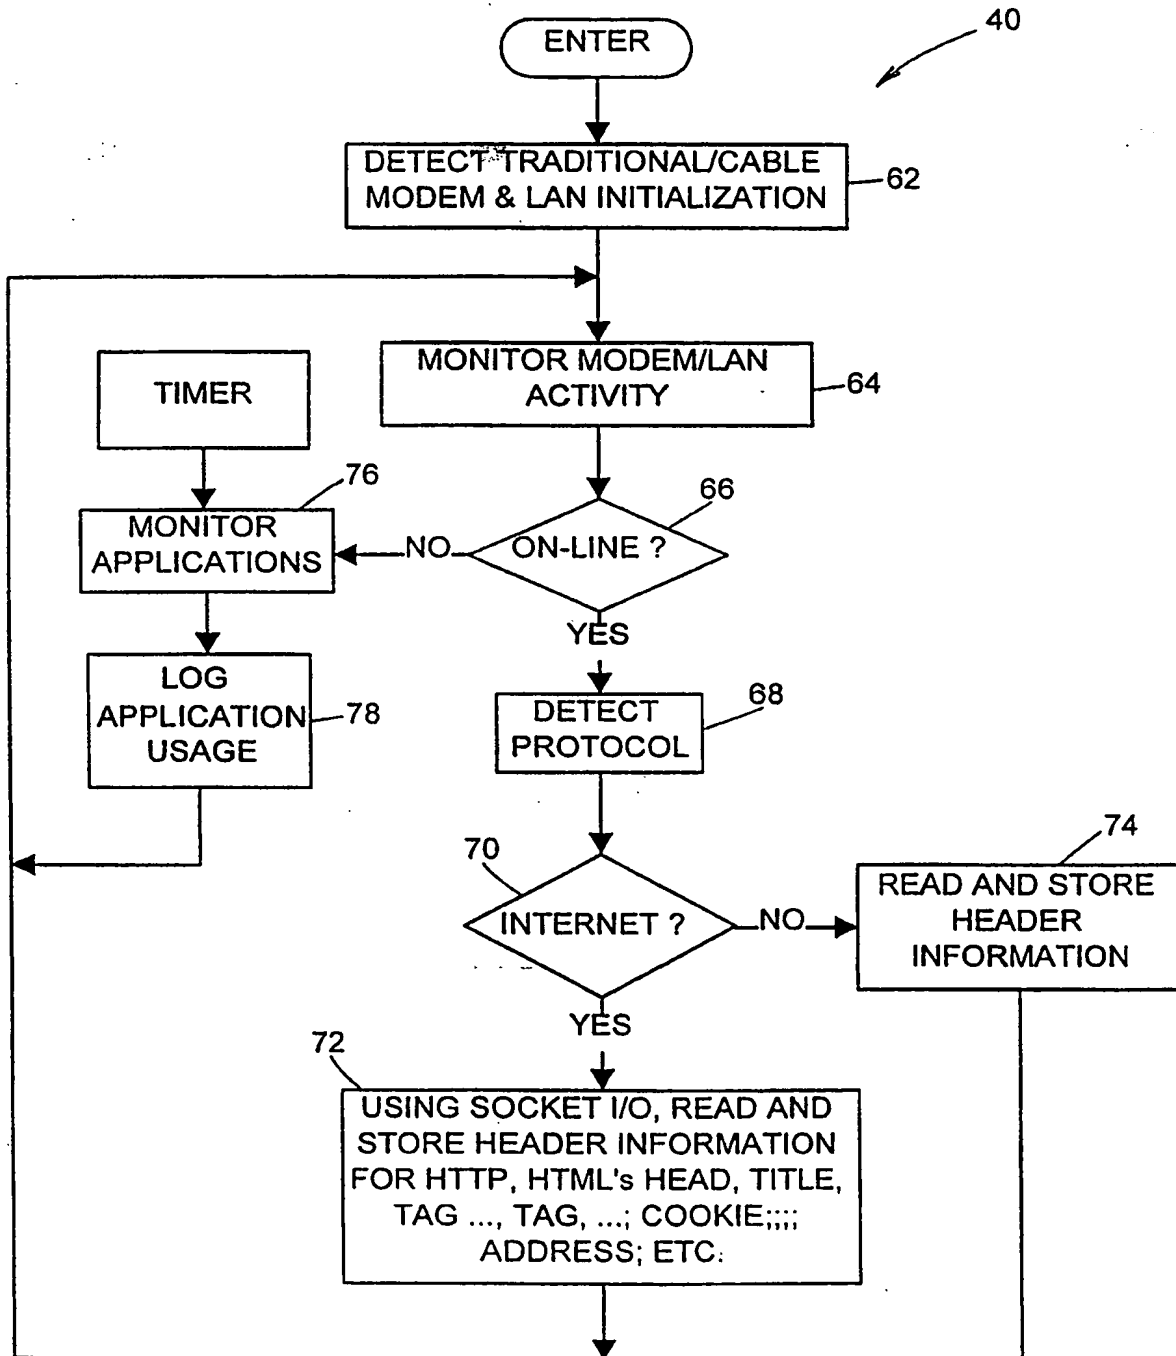 ENTER
40
DETECT TRADITIONAL/CABLE
MODEM & LAN INITIALIZATION
62
MONITOR MODEM/LAN
ACTIVITY
64
TIMER
76
MONITOR
APPLICATIONS
66
ON-LINE ?
NO
YES
LOG
APPLICATION
USAGE
78
68
DETECT
PROTOCOL
70
INTERNET ?
NO
74
READ AND STORE
HEADER
INFORMATION
YES
72
USING SOCKET I/O, READ AND
STORE HEADER INFORMATION
FOR HTTP, HTML's HEAD, TITLE,
TAG ..., TAG, ...; COOKIE;;;;
ADDRESS; ETC.